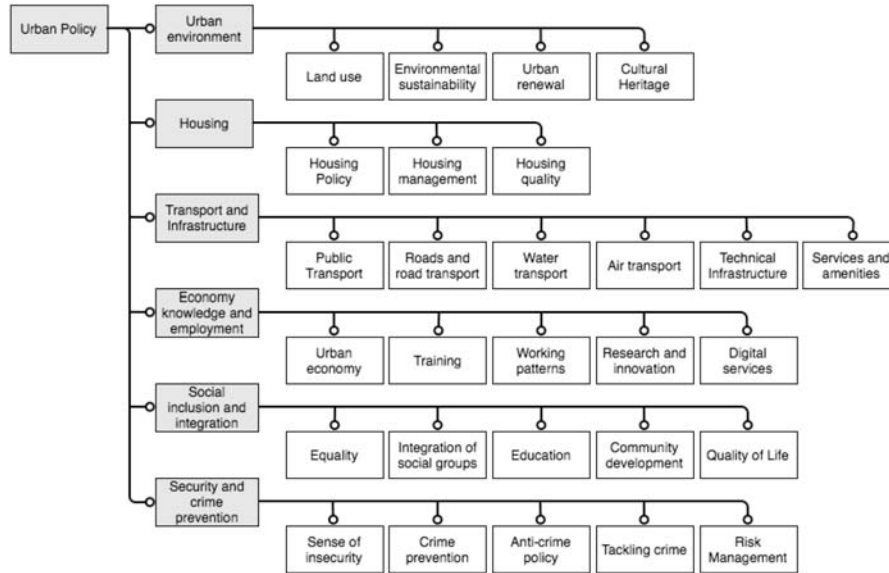 Urban Policy
Urban
environment
Land use
Environmental
sustainability
Urban
renewal
Cultural
Heritage
Housing
Housing
Policy
Housing
management
Housing
quality
Transport and
Infrastructure
Public
Transport
Roads and
road transport
Water
transport
Air transport
Technical
Infrastructure
Services and
amenities
Economy
knowledge and
employment
Urban
economy
Training
Working
patterns
Research and
innovation
Digital
services
Social
inclusion and
integration
Equality
Integration of
social groups
Education
Community
development
Quality of Life
Security and
crime
prevention
Sense of
insecurity
Crime
prevention
Anti-crime
policy
Tackling crime
Risk
Management